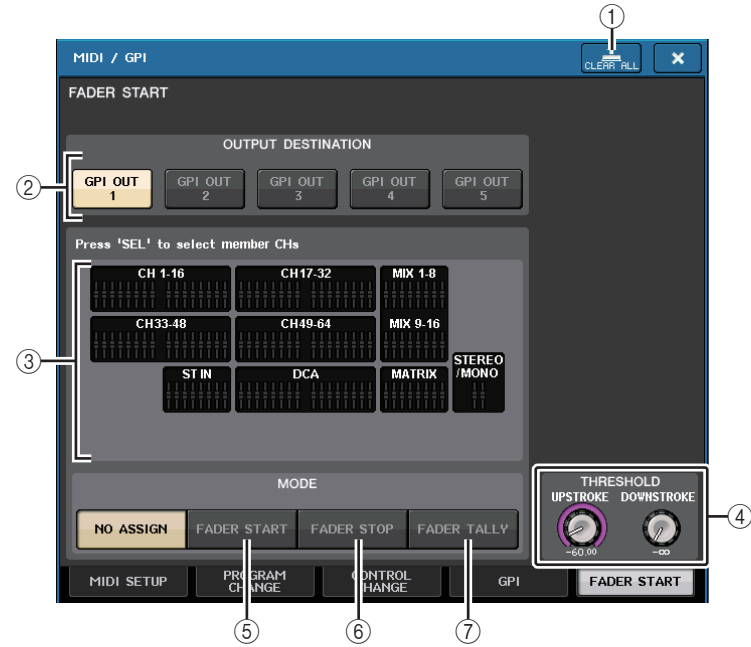 ①
MIDI / GPI
CLEAR ALL
×
FADER START
OUTPUT DESTINATION
②
GPI OUT 1
GPI OUT 2
GPI OUT 3
GPI OUT 4
GPI OUT 5
Press 'SEL' to select member CHs
③
CH 1-16
CH17-32
MIX 1-8
CH33-48
CH49-64
MIX 9-16
ST IN
DCA
MATRIX
STEREO /MONO
MODE
NO ASSIGN
FADER START
FADER STOP
FADER TALLY
THRESHOLD
UPSTROKE
DOWNSTROKE
-60.00
-∞
④
MIDI SETUP
PROGRAM CHANGE
CONTROL CHANGE
GPI
FADER START
⑤
⑥
⑦